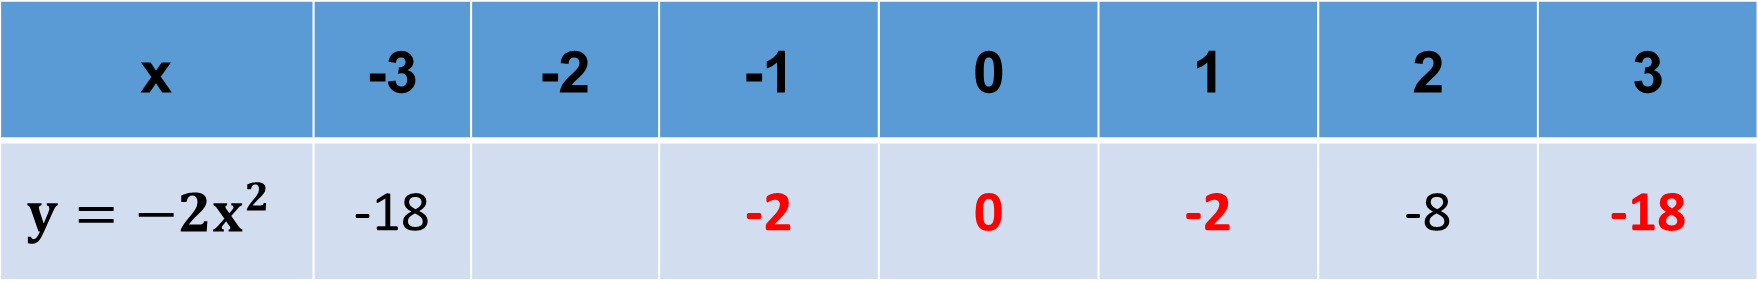 x -3 -2 -1 0 1 2 3
y = −2x² -18 -2 0 -2 -8 -18